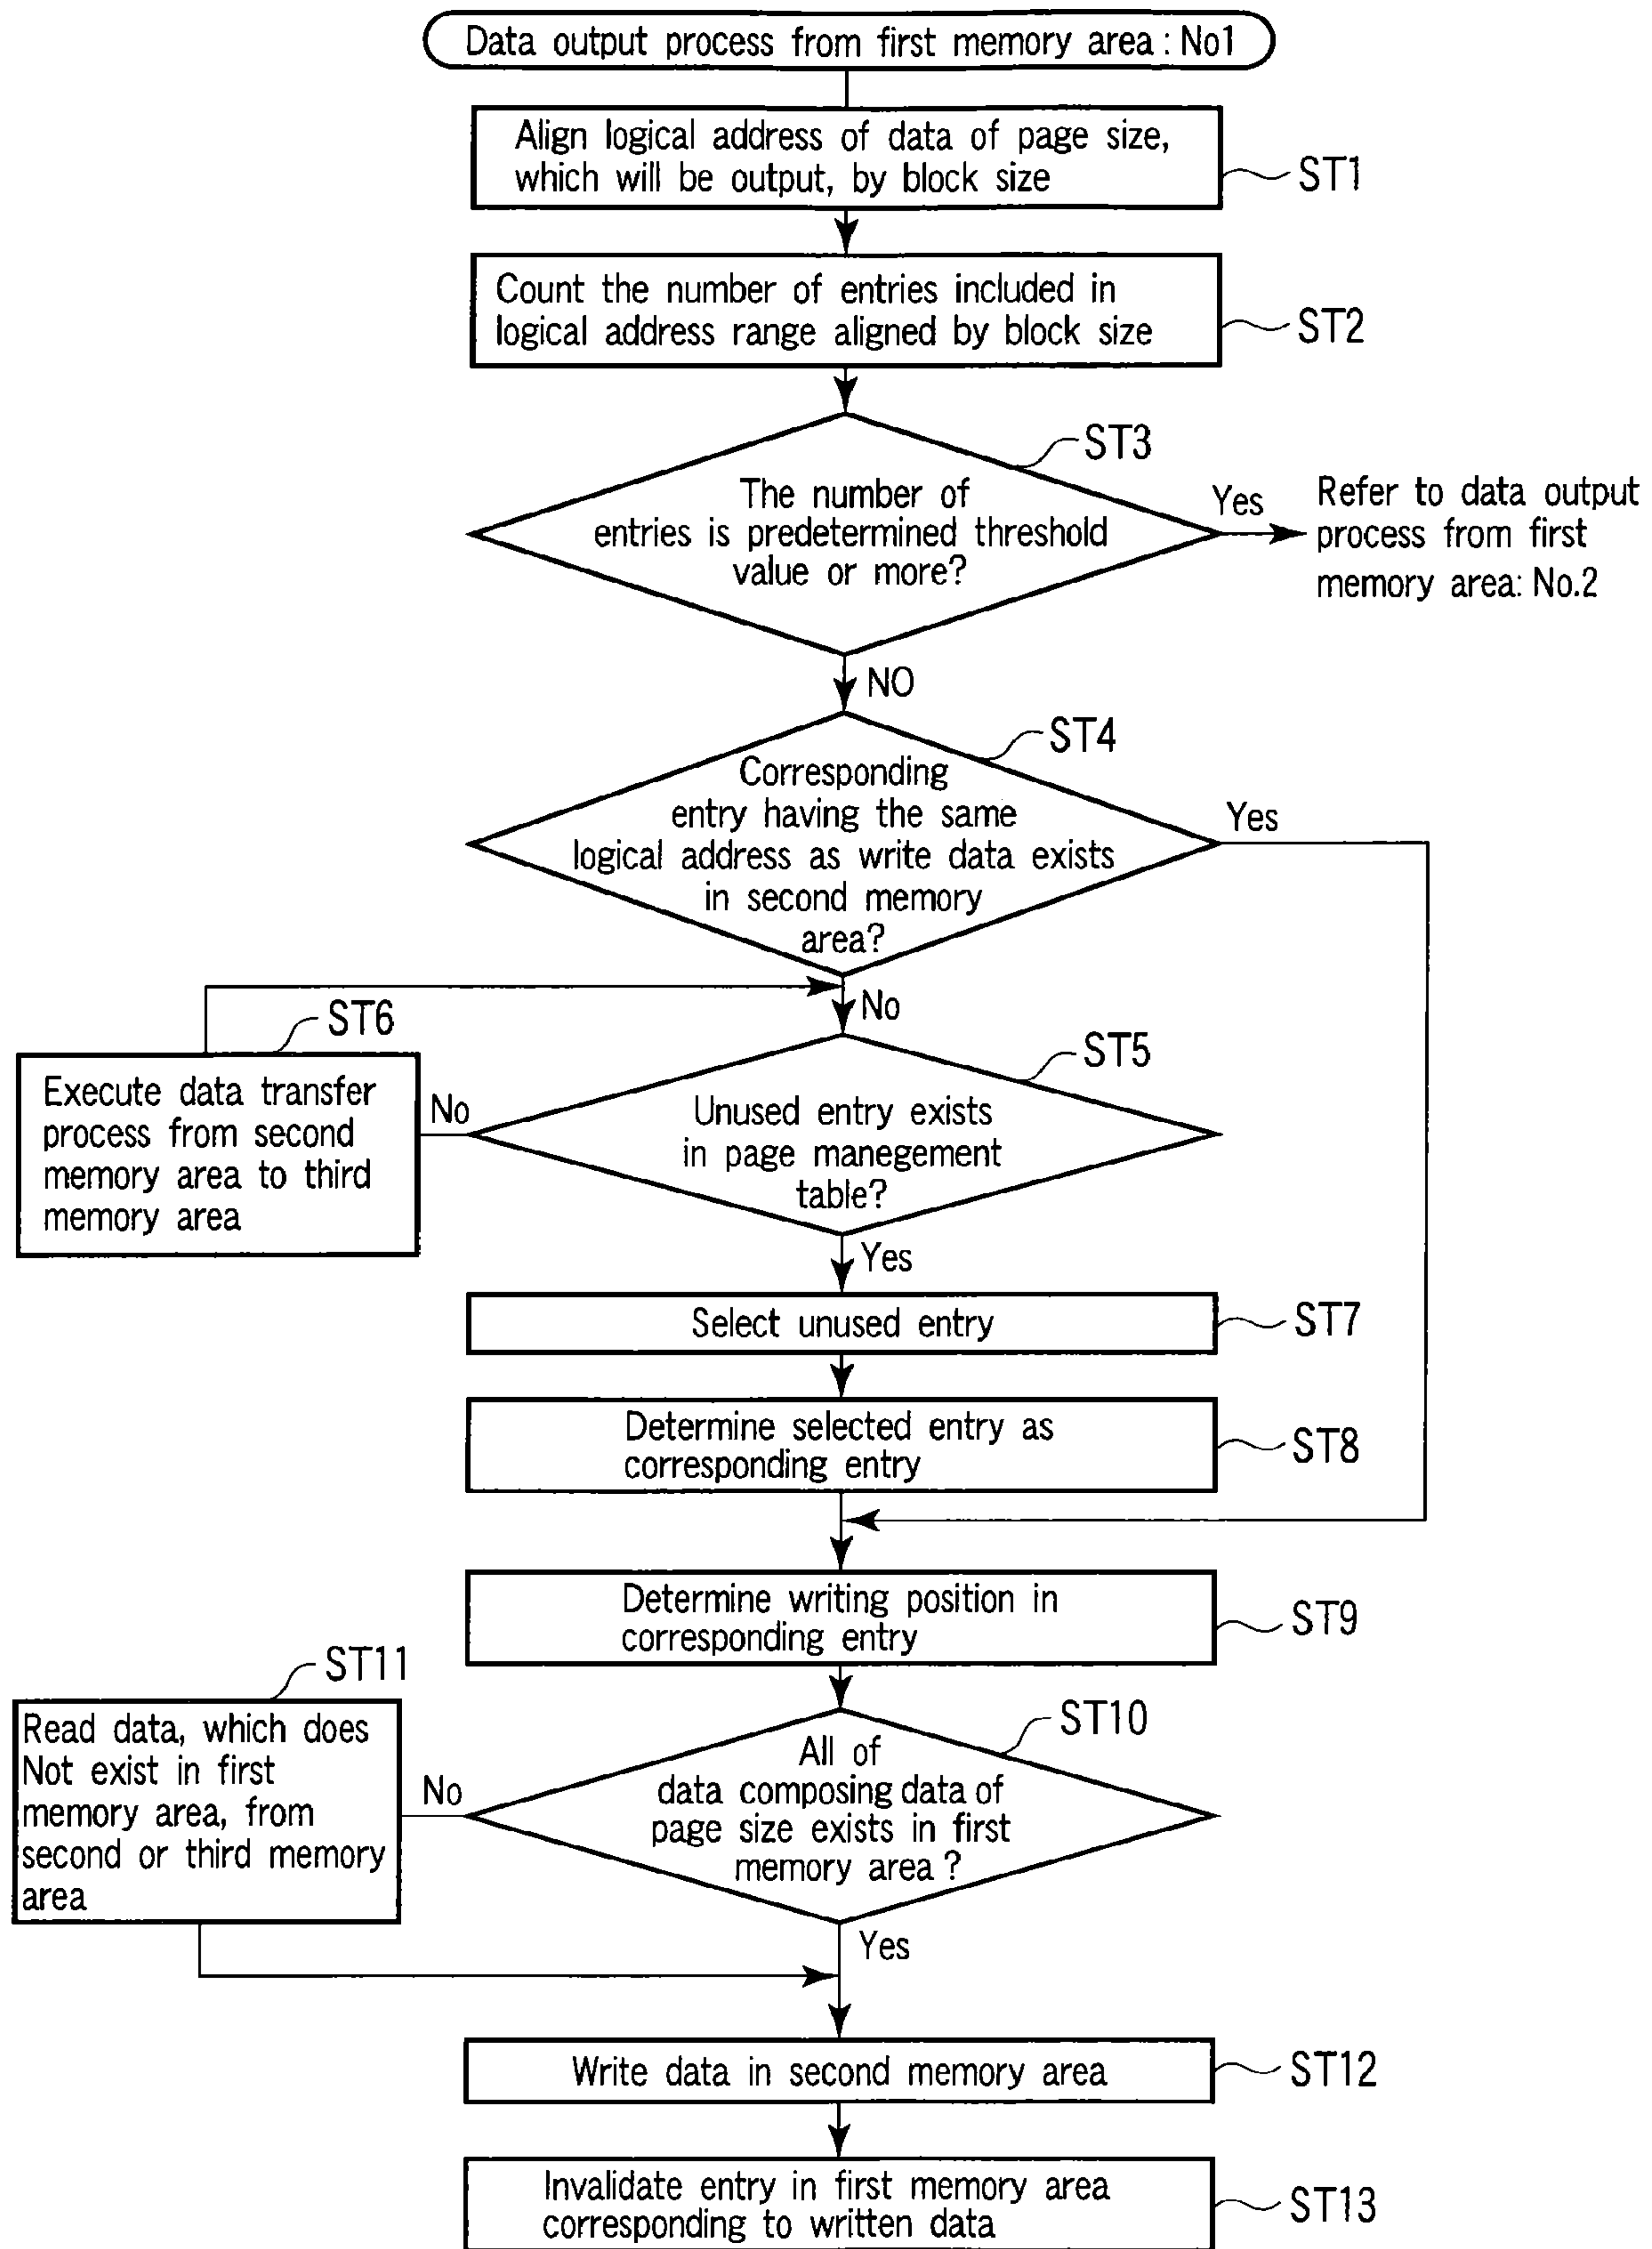 Data output process from first memory area : No1
Align logical address of data of page size,
which will be output, by block size
ST1
Count the number of entries included in
logical address range aligned by block size
ST2
ST3
The number of
entries is predetermined threshold
value or more?
Yes
Refer to data output
process from first
memory area: No.2
NO
ST4
Corresponding
entry having the same
logical address as write data exists
in second memory
area?
Yes
No
ST6
Execute data transfer
process from second
memory area to third
memory area
No
ST5
Unused entry exists
in page manegement
table?
Yes
Select unused entry
ST7
Determine selected entry as
corresponding entry
ST8
Determine writing position in
corresponding entry
ST9
ST11
Read data, which does
Not exist in first
memory area, from
second or third memory
area
No
ST10
All of
data composing data of
page size exists in first
memory area ?
Yes
Write data in second memory area
ST12
Invalidate entry in first memory area
corresponding to written data
ST13